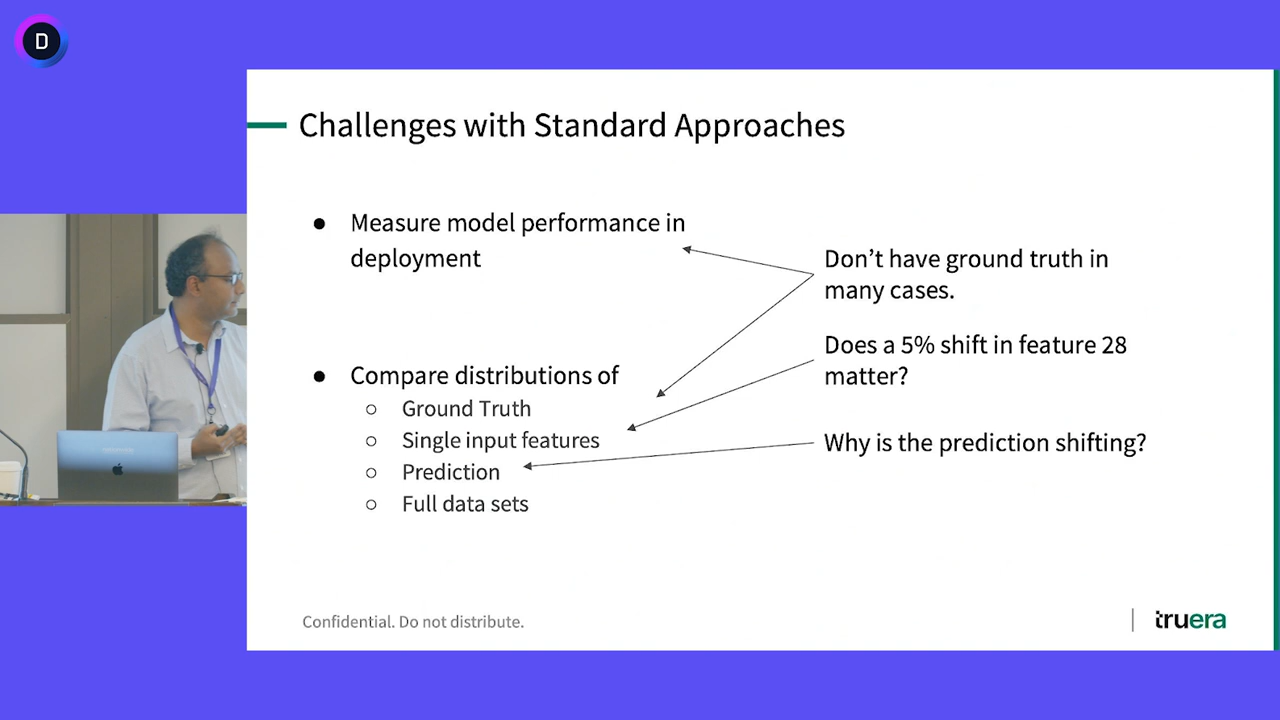 D
Challenges with Standard Approaches
● Measure model performance in
deployment
Don’t have ground truth in
many cases.
Does a 5% shift in feature 28
matter?
● Compare distributions of
○ Ground Truth
○ Single input features
○ Prediction
○ Full data sets
Why is the prediction shifting?
Confidential. Do not distribute.
truera